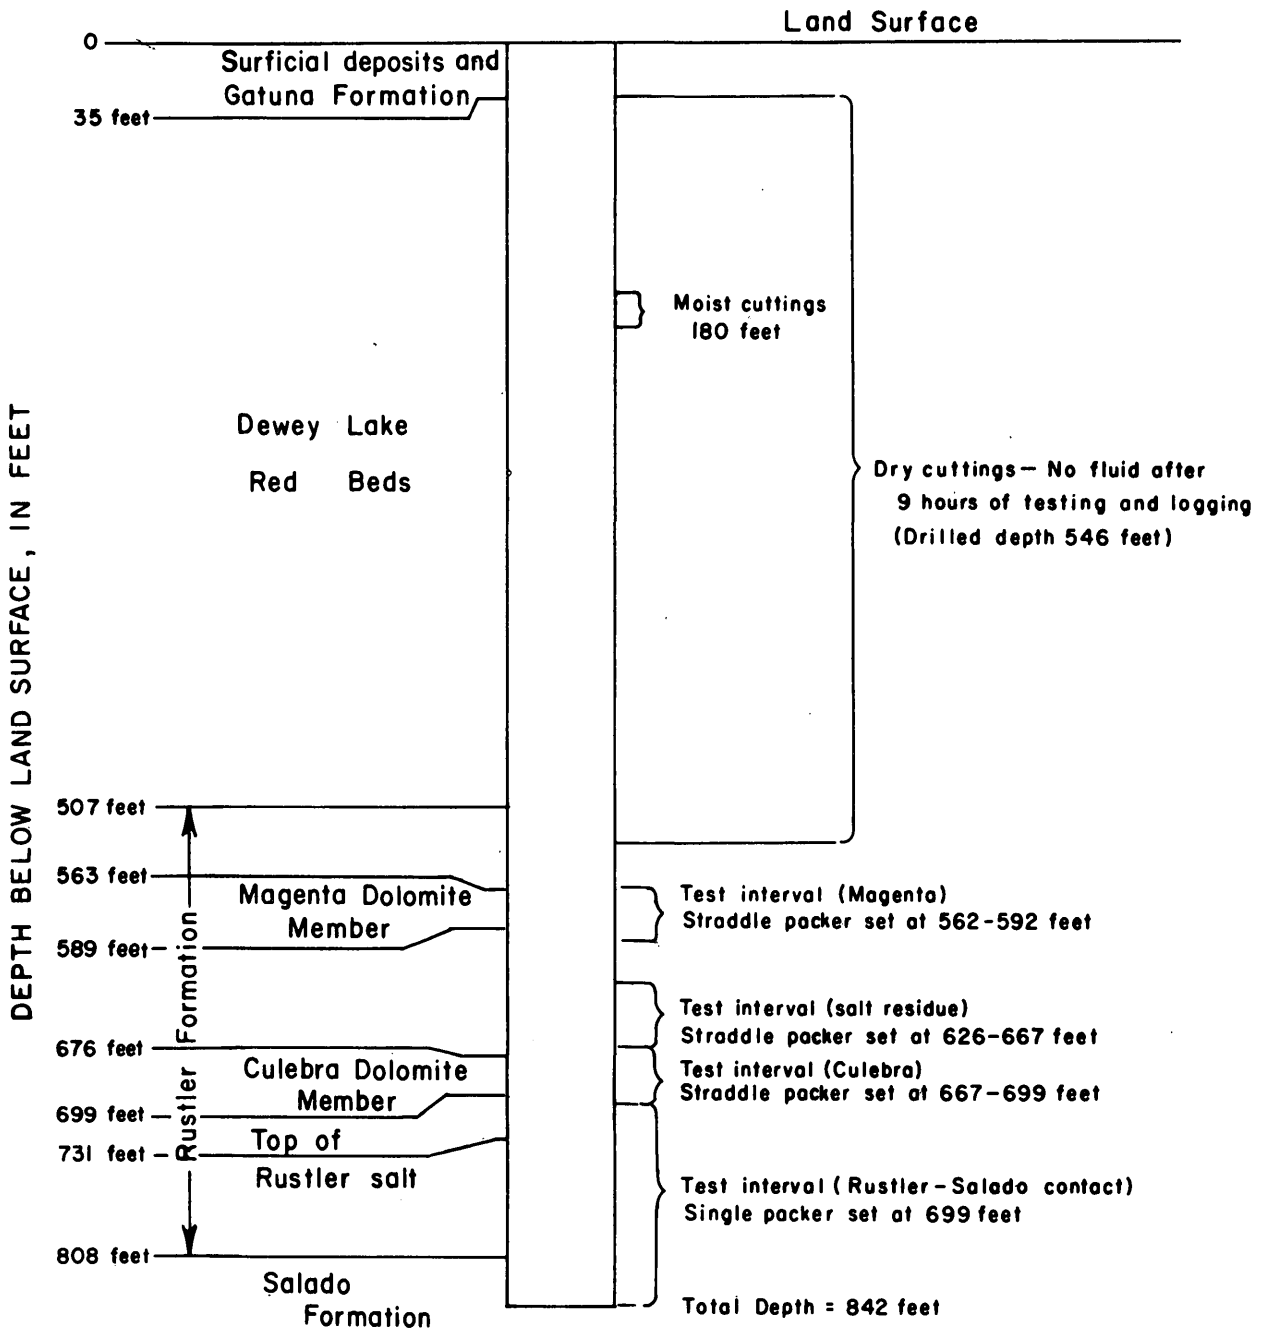 Land Surface
0
Surficial deposits and
Gatuna Formation
35 feet
Moist cuttings
180 feet
Dewey Lake
Red Beds
Dry cuttings— No fluid after
9 hours of testing and logging
(Drilled depth 546 feet)
DEPTH BELOW LAND SURFACE, IN FEET
507 feet
563 feet
Magenta Dolomite
Member
589 feet
Test interval (Magenta)
Straddle packer set at 562-592 feet
Rustler Formation
Test interval (salt residue)
Straddle packer set at 626-667 feet
676 feet
Culebra Dolomite
Member
699 feet
Test interval (Culebra)
Straddle packer set at 667-699 feet
731 feet
Top of
Rustler salt
Test interval (Rustler-Salado contact)
Single packer set at 699 feet
808 feet
Salado
Formation
Total Depth = 842 feet